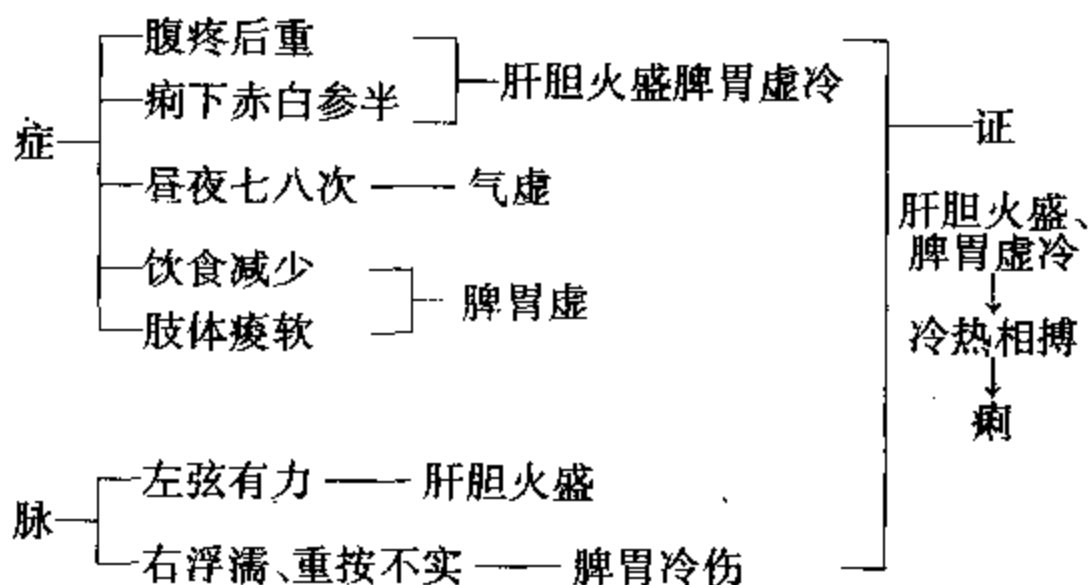 腹疼后重
肝胆火盛脾胃虚冷
痢下赤白参半
症
证
昼夜七八次
气虚
肝胆火盛、
脾胃虚冷
饮食减少
脾胃虚
肢体痠软
冷热相搏
痢
左弦有力
肝胆火盛
脉
右浮濡、重按不实
脾胃冷伤